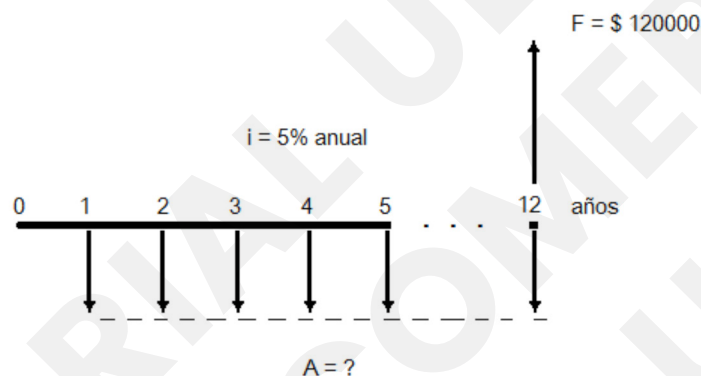 F = $ 120000
i = 5% anual
0 1 2 3 4 5 . . . 12 años
A = ?